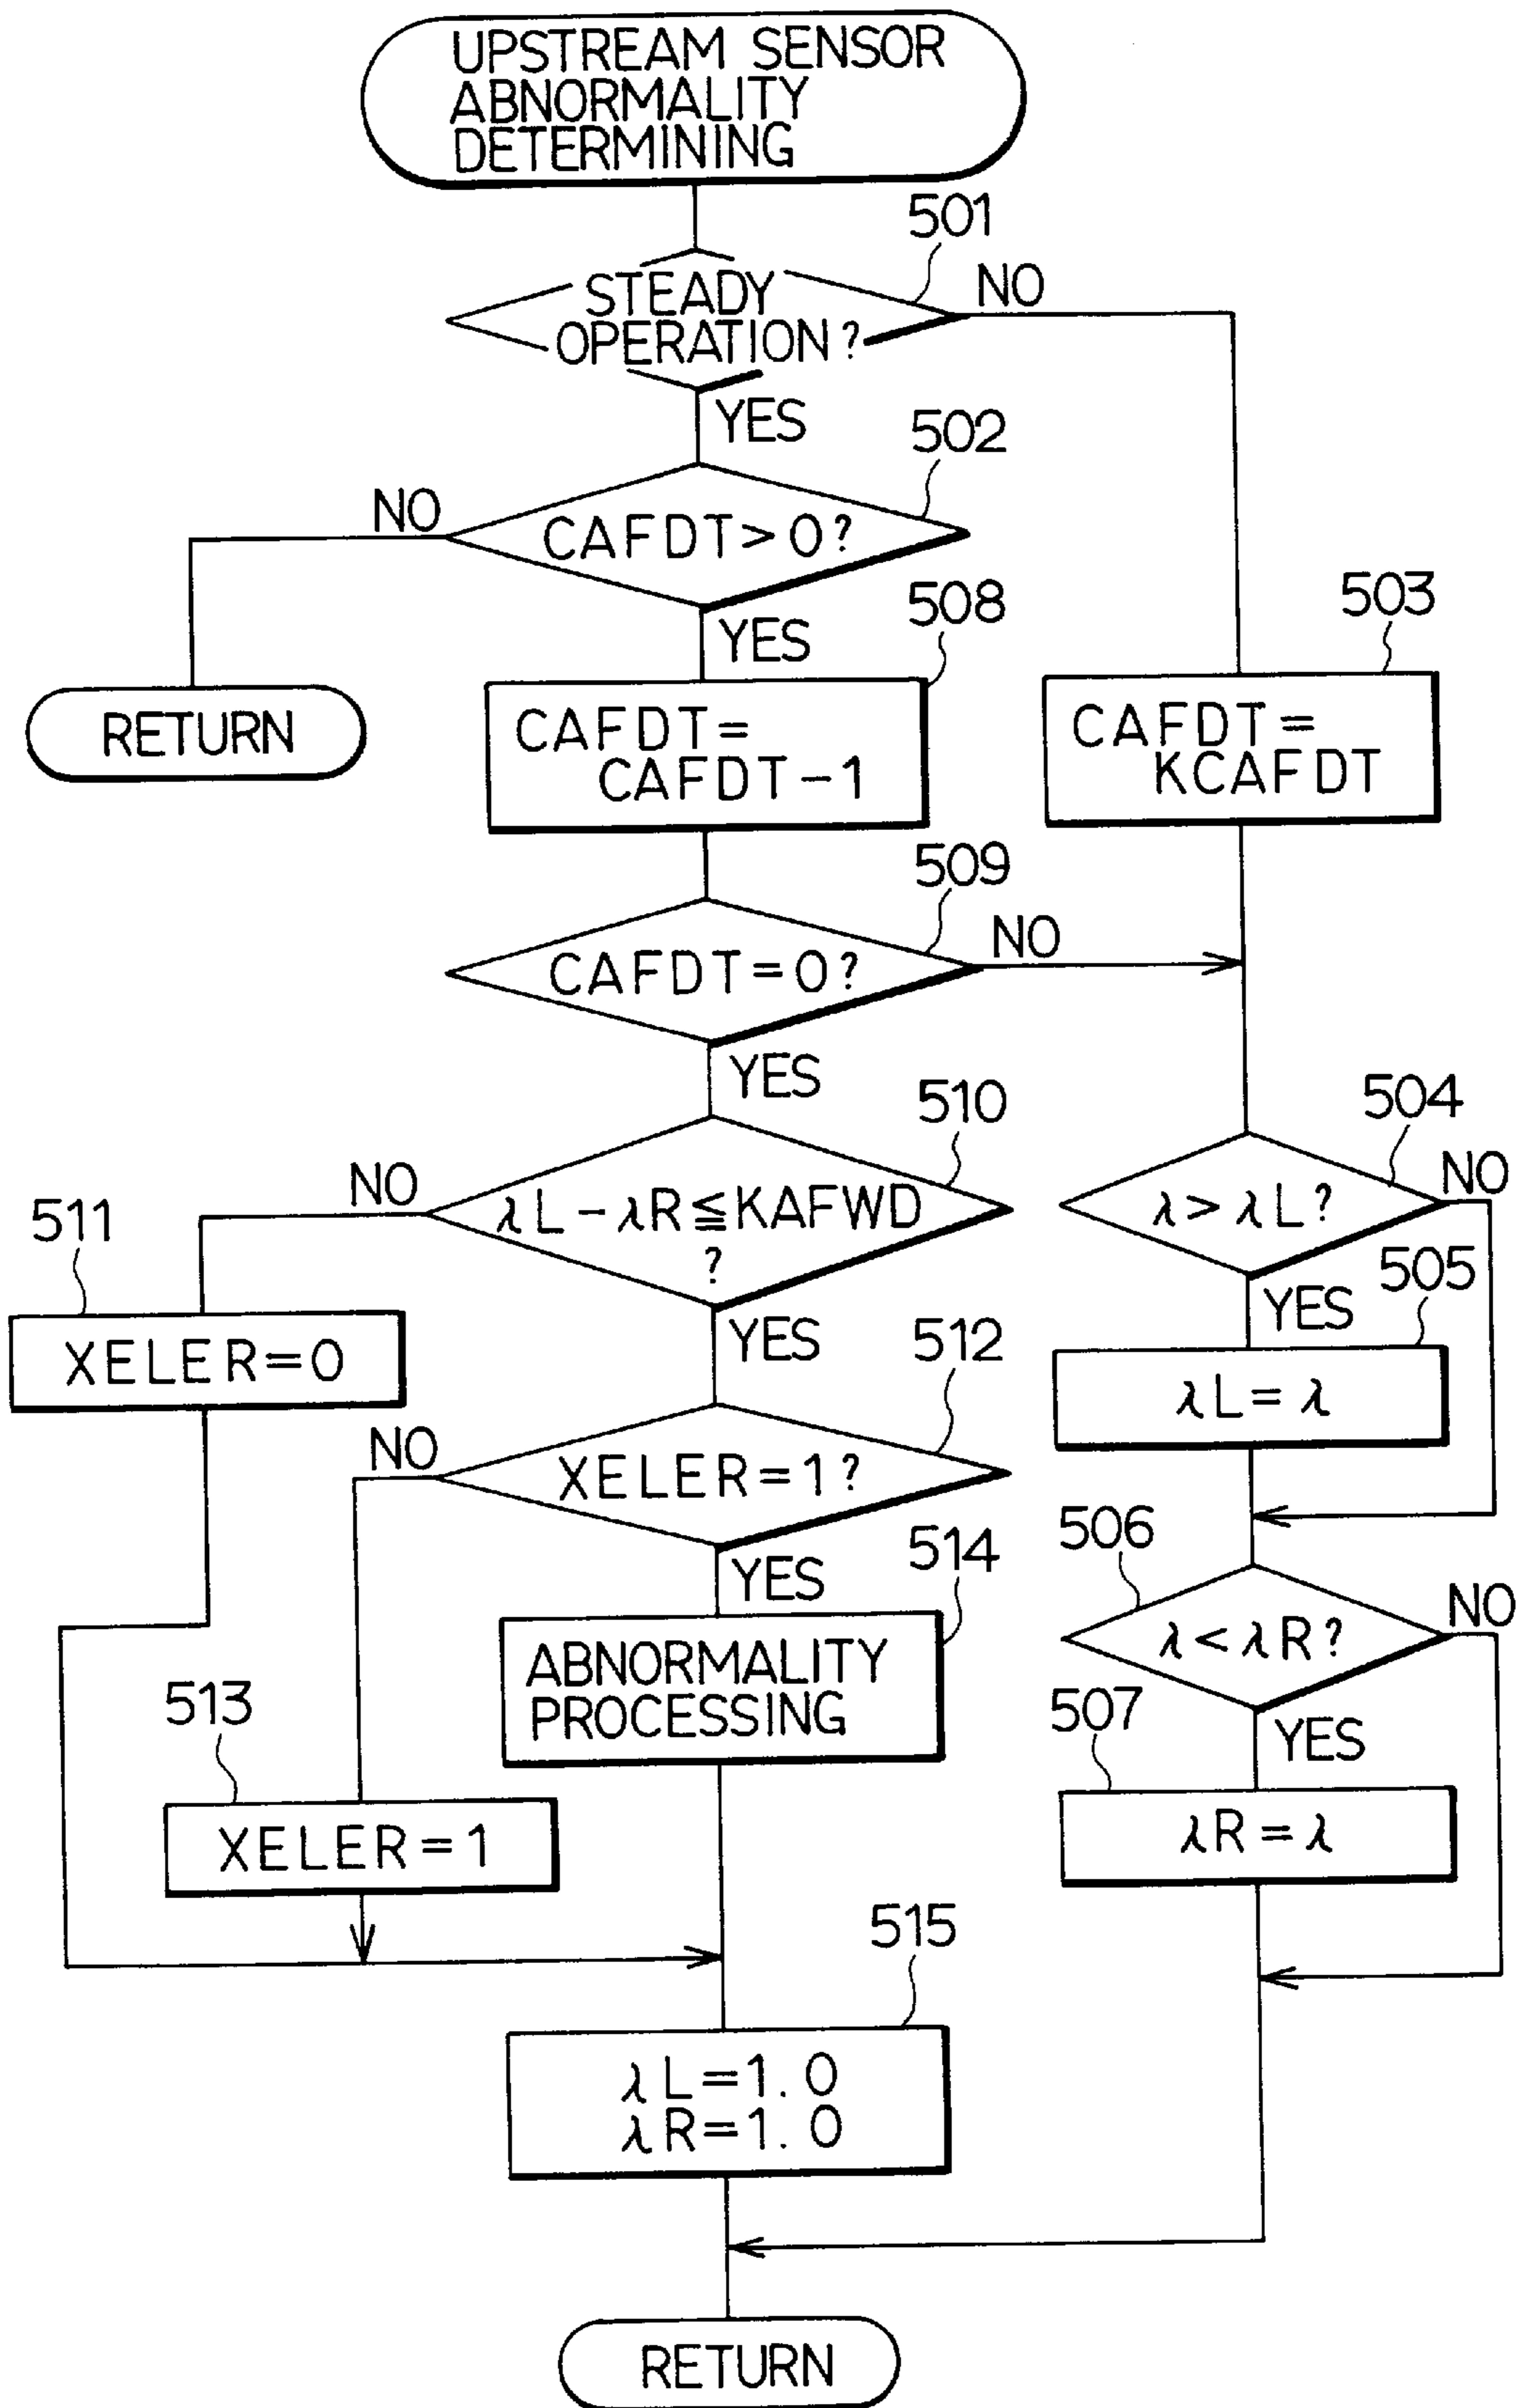 UPSTREAM SENSOR
ABNORMALITY
DETERMINING
501
STEADY
OPERATION?
NO
YES
502
NO
CAFDT>0?
YES
508
503
RETURN
CAFDT=
CAFDT-1
CAFDT=
KCAFDT
509
CAFDT=0?
NO
YES
510
504
NO
λL-λR≦KAFWD
?
λ>λL?
NO
511
YES
505
XELER=0
YES
512
λL=λ
NO
XELER=1?
506
YES
514
λ<λR?
NO
ABNORMALITY
PROCESSING
513
507
YES
XELER=1
λR=λ
515
λL=1.0
λR=1.0
RETURN